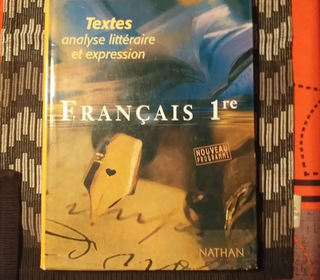 Textes
analyse littéraire
et expression
FRANÇAIS 1re
NOUVEAU
PROGRAMME
NATHAN